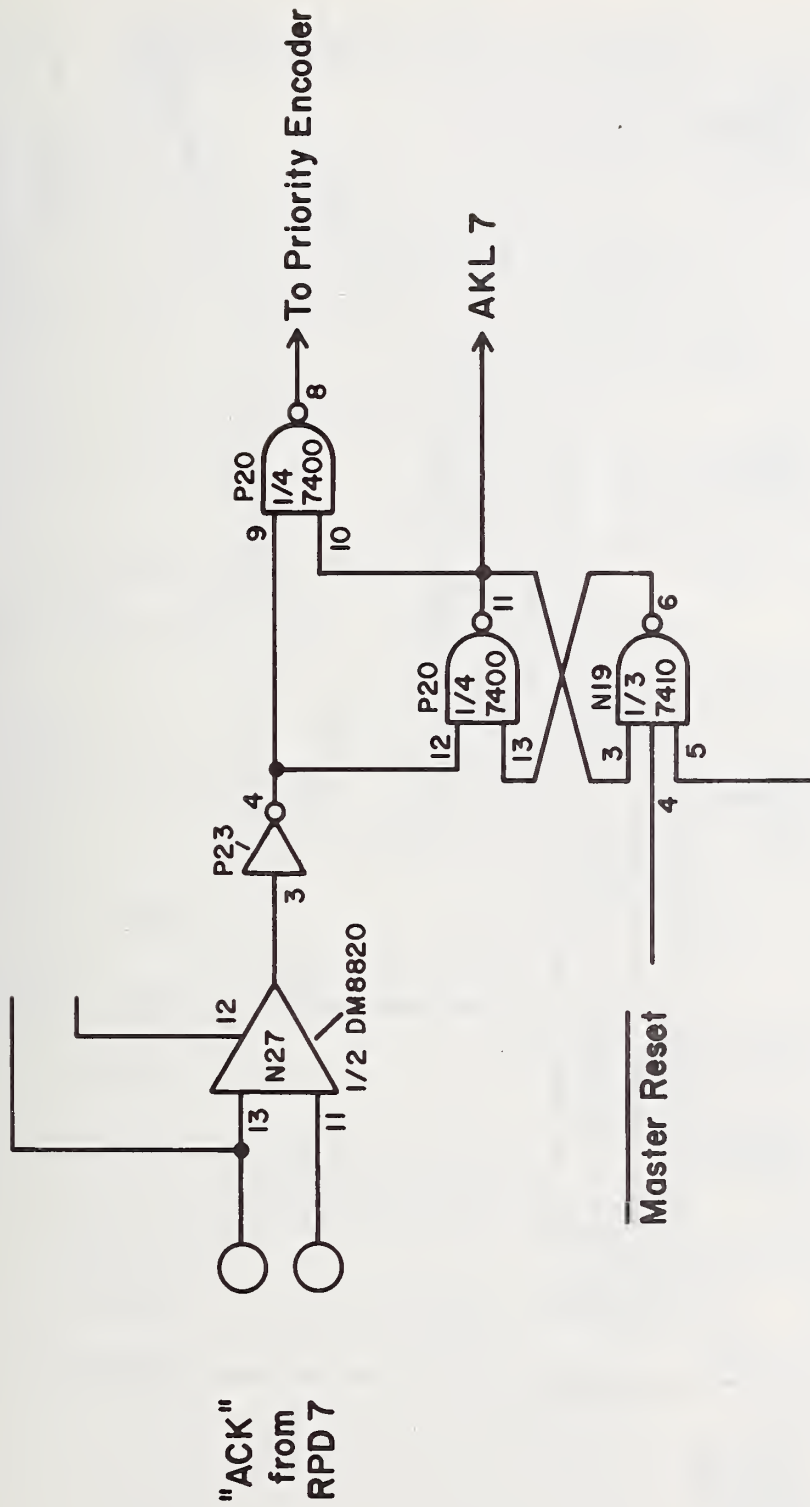 "ACK"
from
RPD 7
13
11
12
N27
1/2 DM8820
3
P23
4
9
10
P20
1/4
7400
8
To Priority Encoder
12
13
P20
1/4
7400
11
AKL 7
Master Reset
3
4
5
N19
1/3
7410
6